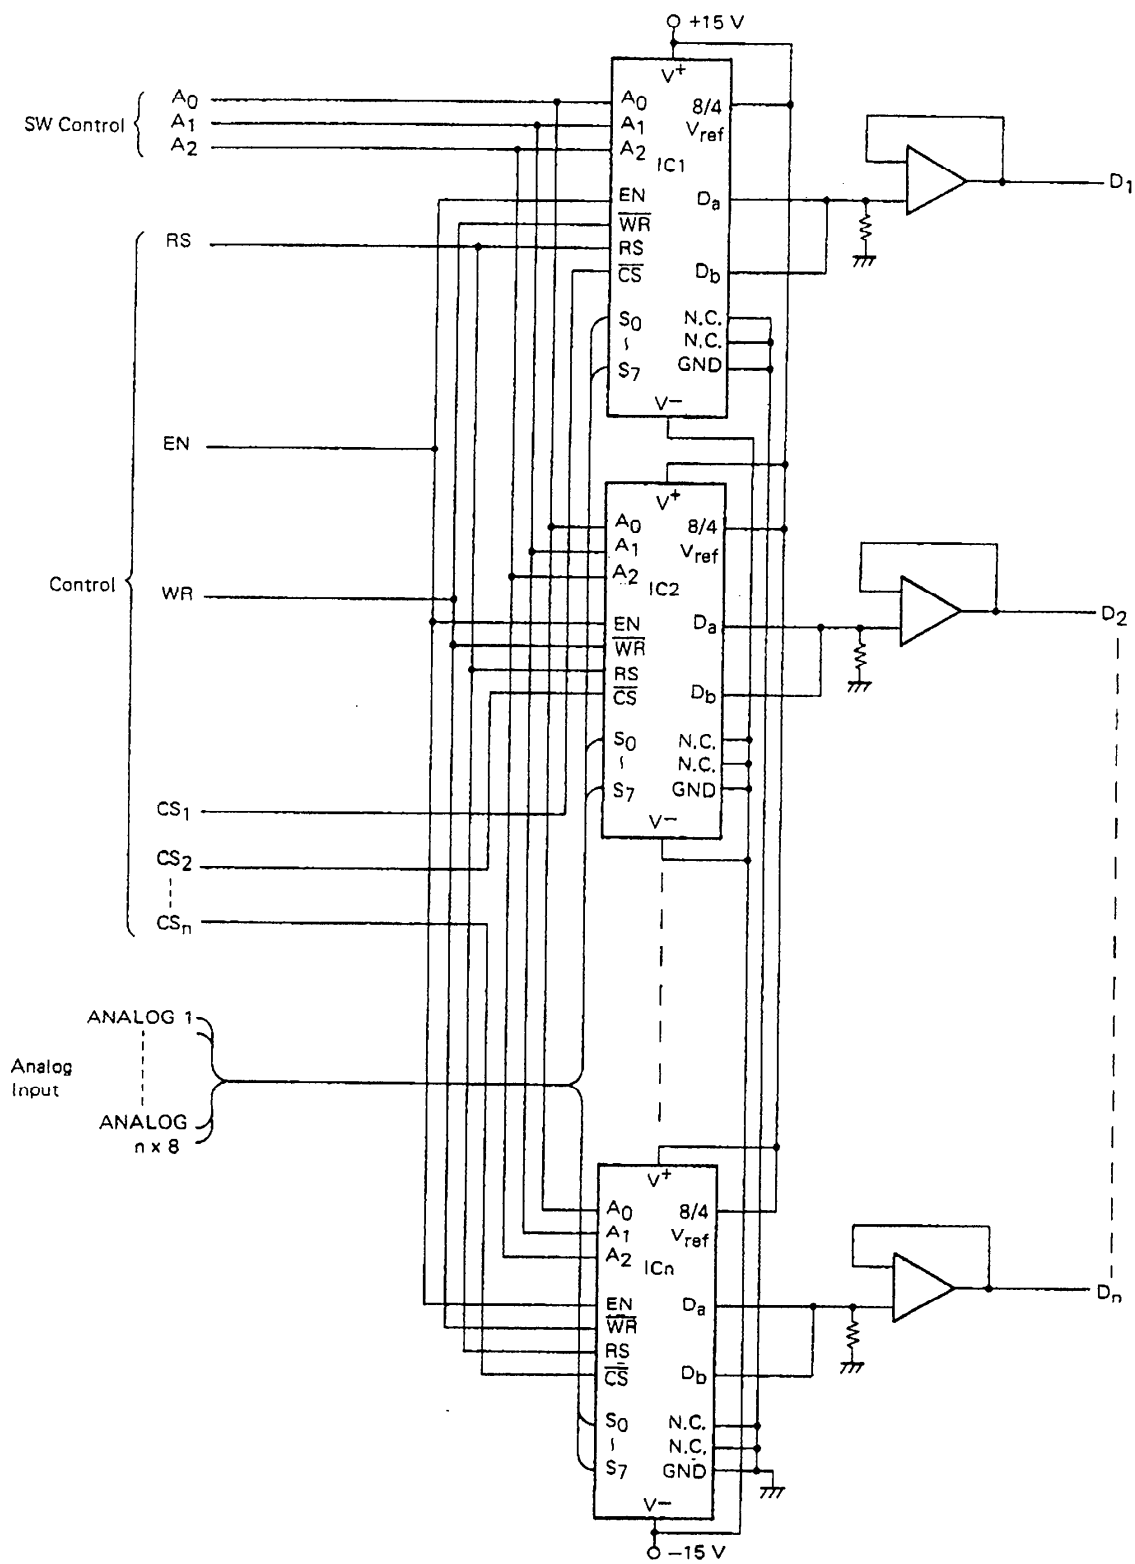 +15 V
SW Control
A0
A1
A2
RS
EN
Control
WR
CS1
CS2
CSn
Analog
Input
ANALOG 1
ANALOG
n x 8
V+
A0
A1
A2
IC1
EN
WR
RS
CS
S0
~
S7
V−
8/4
Vref
Da
Db
N.C.
N.C.
GND
D1
V+
A0
A1
A2
IC2
EN
WR
RS
CS
S0
~
S7
V−
8/4
Vref
Da
Db
N.C.
N.C.
GND
D2
V+
A0
A1
A2
ICn
EN
WR
RS
CS
S0
~
S7
V−
8/4
Vref
Da
Db
N.C.
N.C.
GND
Dn
−15 V